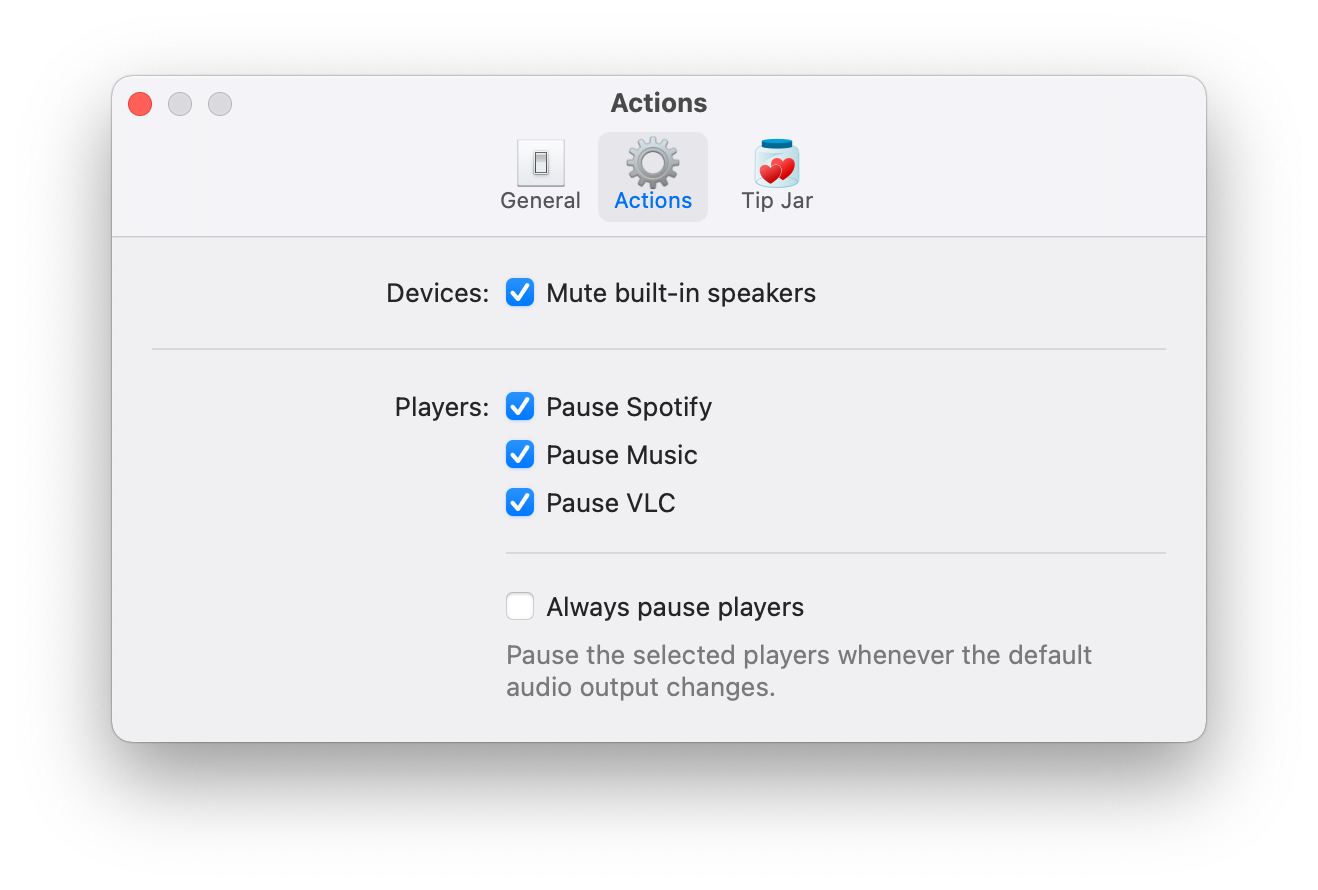 Actions
General
Actions
Tip Jar
Devices: Mute built-in speakers
Players: Pause Spotify
Pause Music
Pause VLC
Always pause players
Pause the selected players whenever the default
audio output changes.